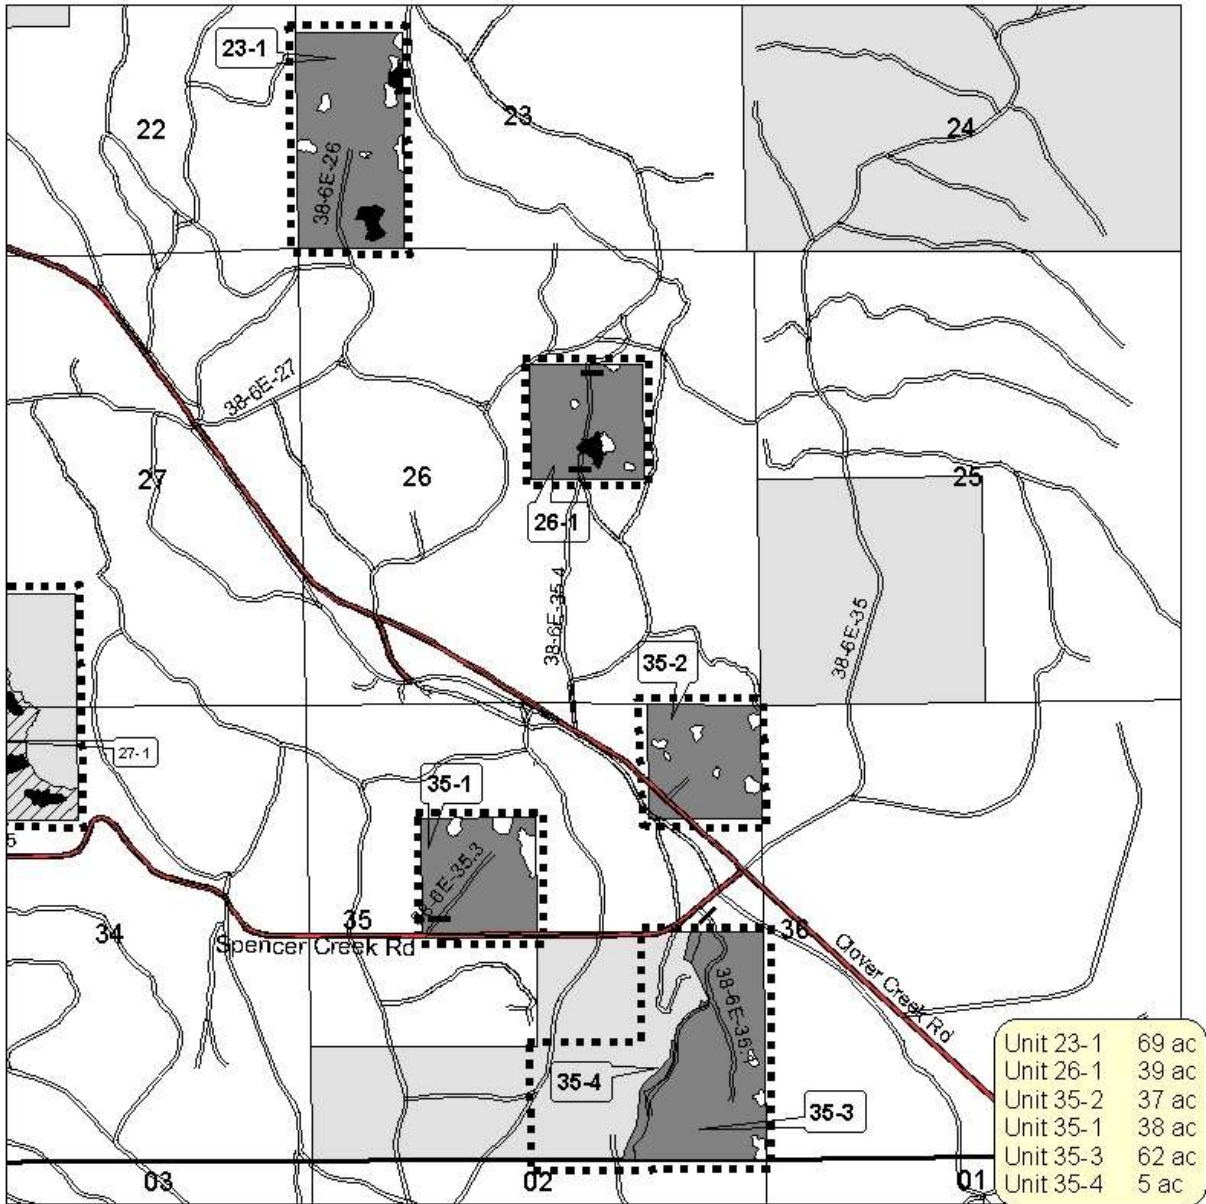 23-1
22
23
24
38-6E-26
38-6E-27
27
26
26-1
25
38-6E-35.4
38-6E-35
35-2
27-1
35-1
38-6E-35.3
34
35
Spencer Creek Rd
36
Clover Creek Rd
35-4
35-3
03
02
01
Unit 23-1 69 ac
Unit 26-1 39 ac
Unit 35-2 37 ac
Unit 35-1 38 ac
Unit 35-3 62 ac
Unit 35-4 5 ac